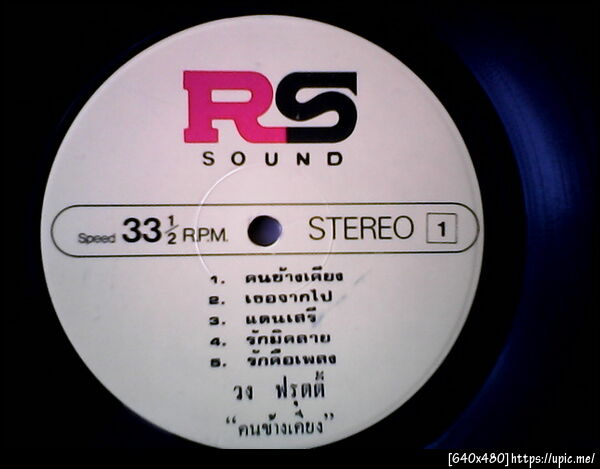 RS
SOUND
Speed 33 1/2 R.P.M. STEREO 1
1. คนข้างเคียง
2. เธอจากไป
3. แดนเสรี
4. รักมิคลาย
5. รักคือเพลง
วง ฟรุตตี้
"คนข้างเคียง"
[640x480]https://upic.me/